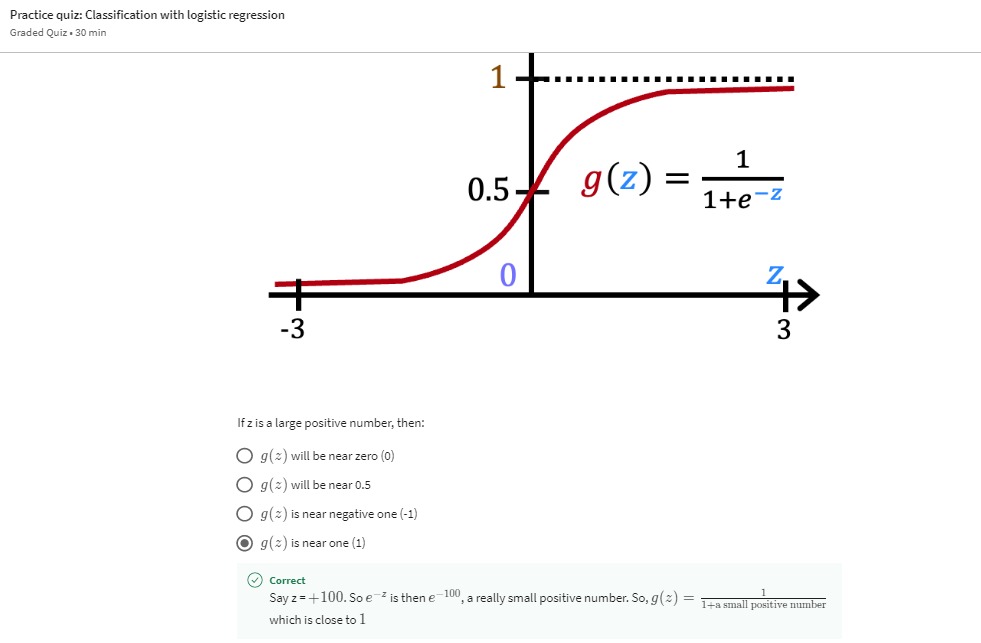 Practice quiz: Classification with logistic regression
Graded Quiz • 30 min
1
0.5
g(z) = 1/(1+e^{-z})
0
z
-3
3
If z is a large positive number, then:
g(z) will be near zero (0)
g(z) will be near 0.5
g(z) is near negative one (-1)
g(z) is near one (1)
Correct
Say z = +100. So e^{-z} is then e^{-100}, a really small positive number. So, g(z) = 1/(1+a small positive number)
which is close to 1